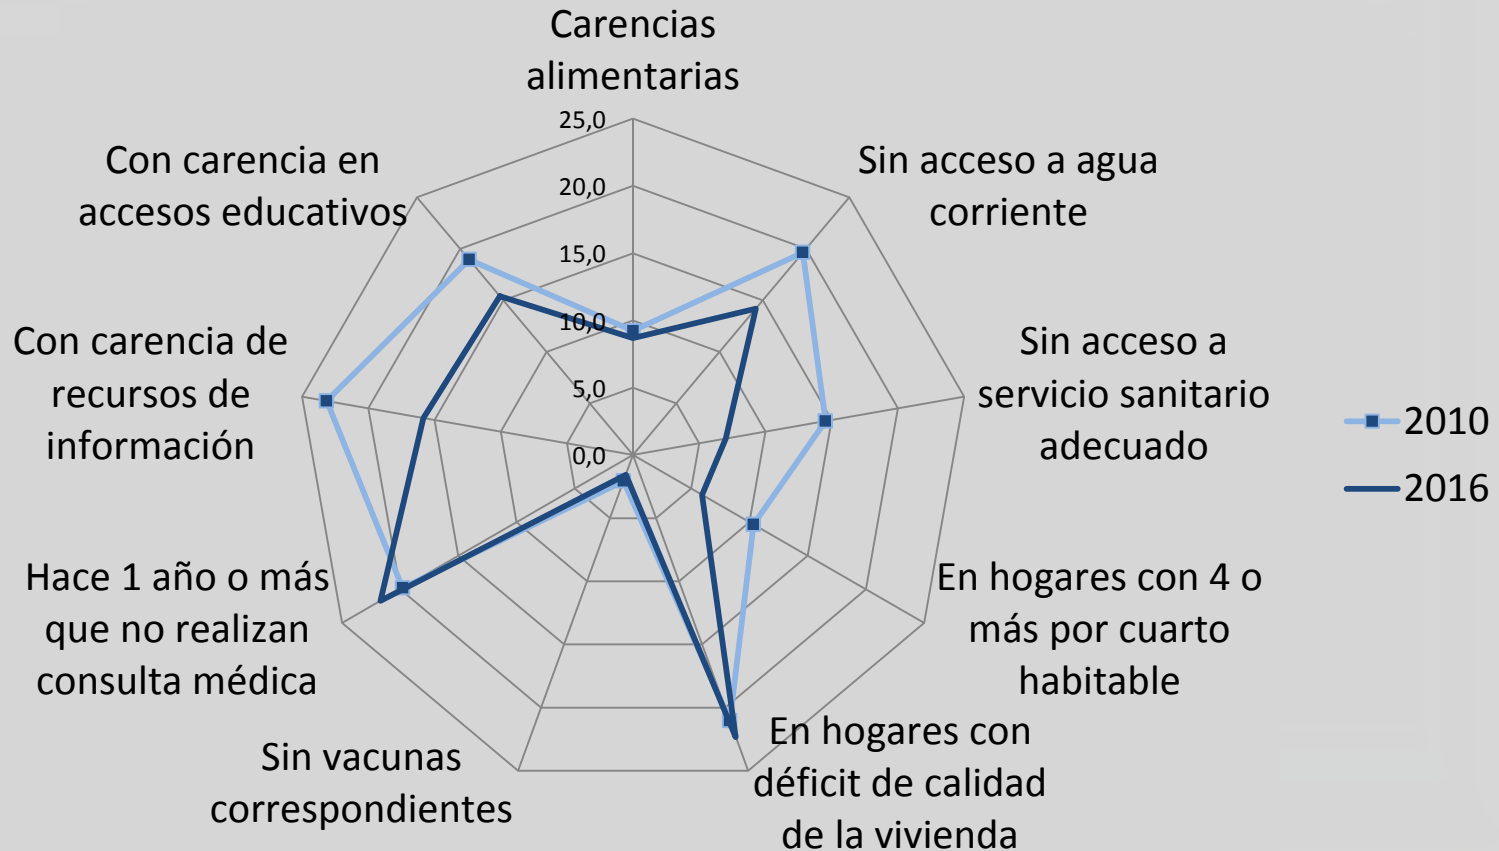 Carencias
alimentarias
25,0
20,0
15,0
10,0
5,0
0,0
Sin acceso a agua
corriente
Sin acceso a
servicio sanitario
adecuado
En hogares con 4 o
más por cuarto
habitable
En hogares con
déficit de calidad
de la vivienda
Sin vacunas
correspondientes
Hace 1 año o más
que no realizan
consulta médica
Con carencia de
recursos de
información
Con carencia en
accesos educativos
2010
2016